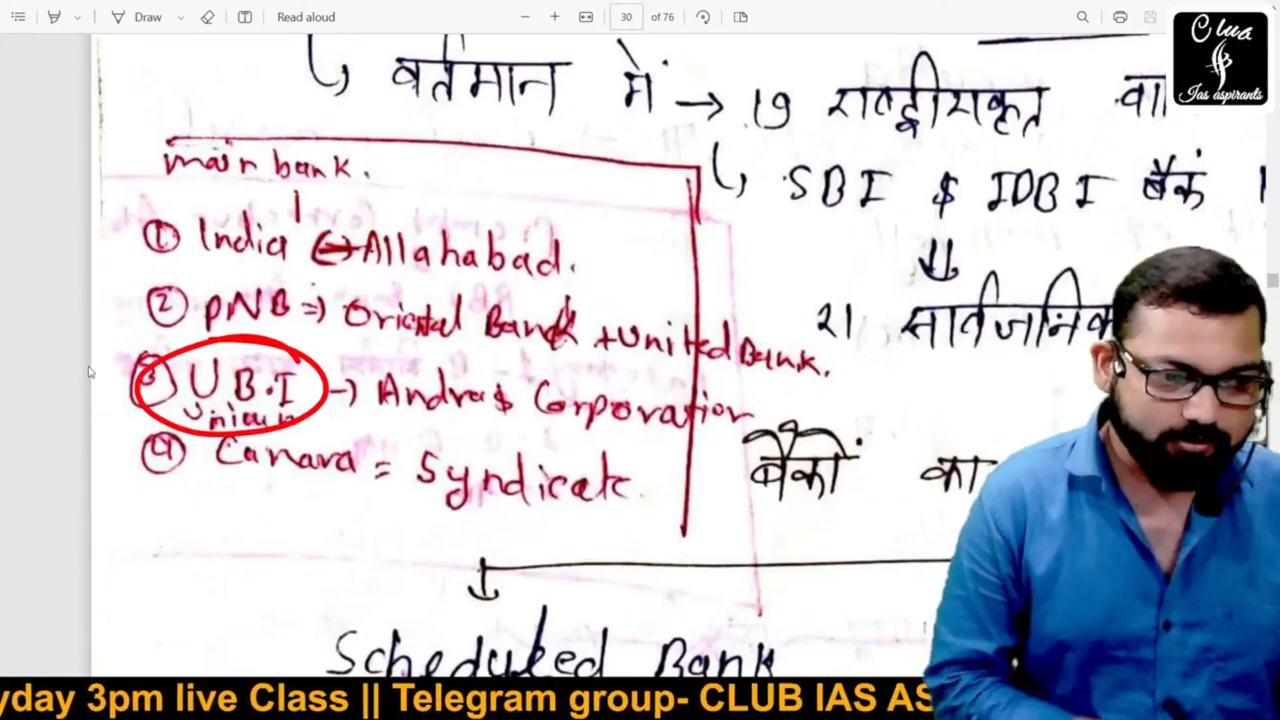 Draw
Read aloud
30 of 76
Club
Ias aspirants
वर्तमान में → 19 राष्ट्रीयकृत वा
SBI $ IDBI बैंक
21 सार्वजनिक
main bank.
① India ↔ Allahabad.
② PNB ⇒ Oriental Bank + United Bank.
③ U B.I → Andra $ Corporation
Union
④ Canara = Syndicate.
बैंको का
Scheduled Bank
yday 3pm live Class || Telegram group- CLUB IAS AS